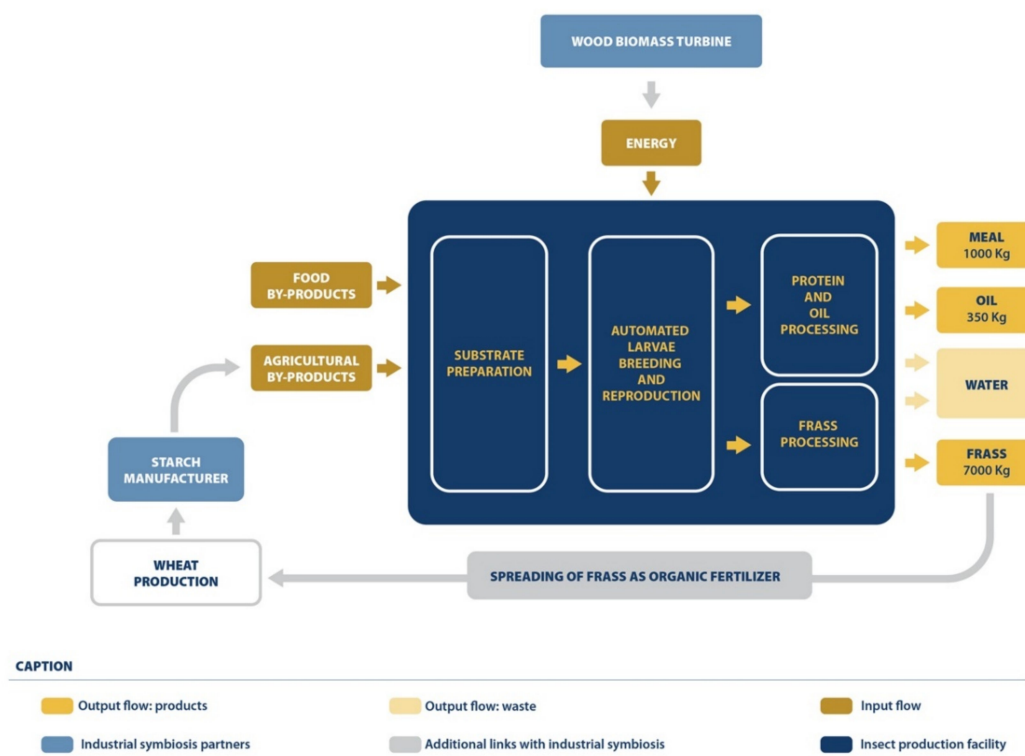 WOOD BIOMASS TURBINE
ENERGY
FOOD
BY-PRODUCTS
AGRICULTURAL
BY-PRODUCTS
STARCH
MANUFACTURER
WHEAT
PRODUCTION
SUBSTRATE
PREPARATION
AUTOMATED
LARVAE
BREEDING
AND
REPRODUCTION
PROTEIN
AND
OIL
PROCESSING
FRASS
PROCESSING
MEAL
1000 Kg
OIL
350 Kg
WATER
FRASS
7000 Kg
SPREADING OF FRASS AS ORGANIC FERTILIZER
CAPTION
Output flow: products
Output flow: waste
Input flow
Industrial symbiosis partners
Additional links with industrial symbiosis
Insect production facility